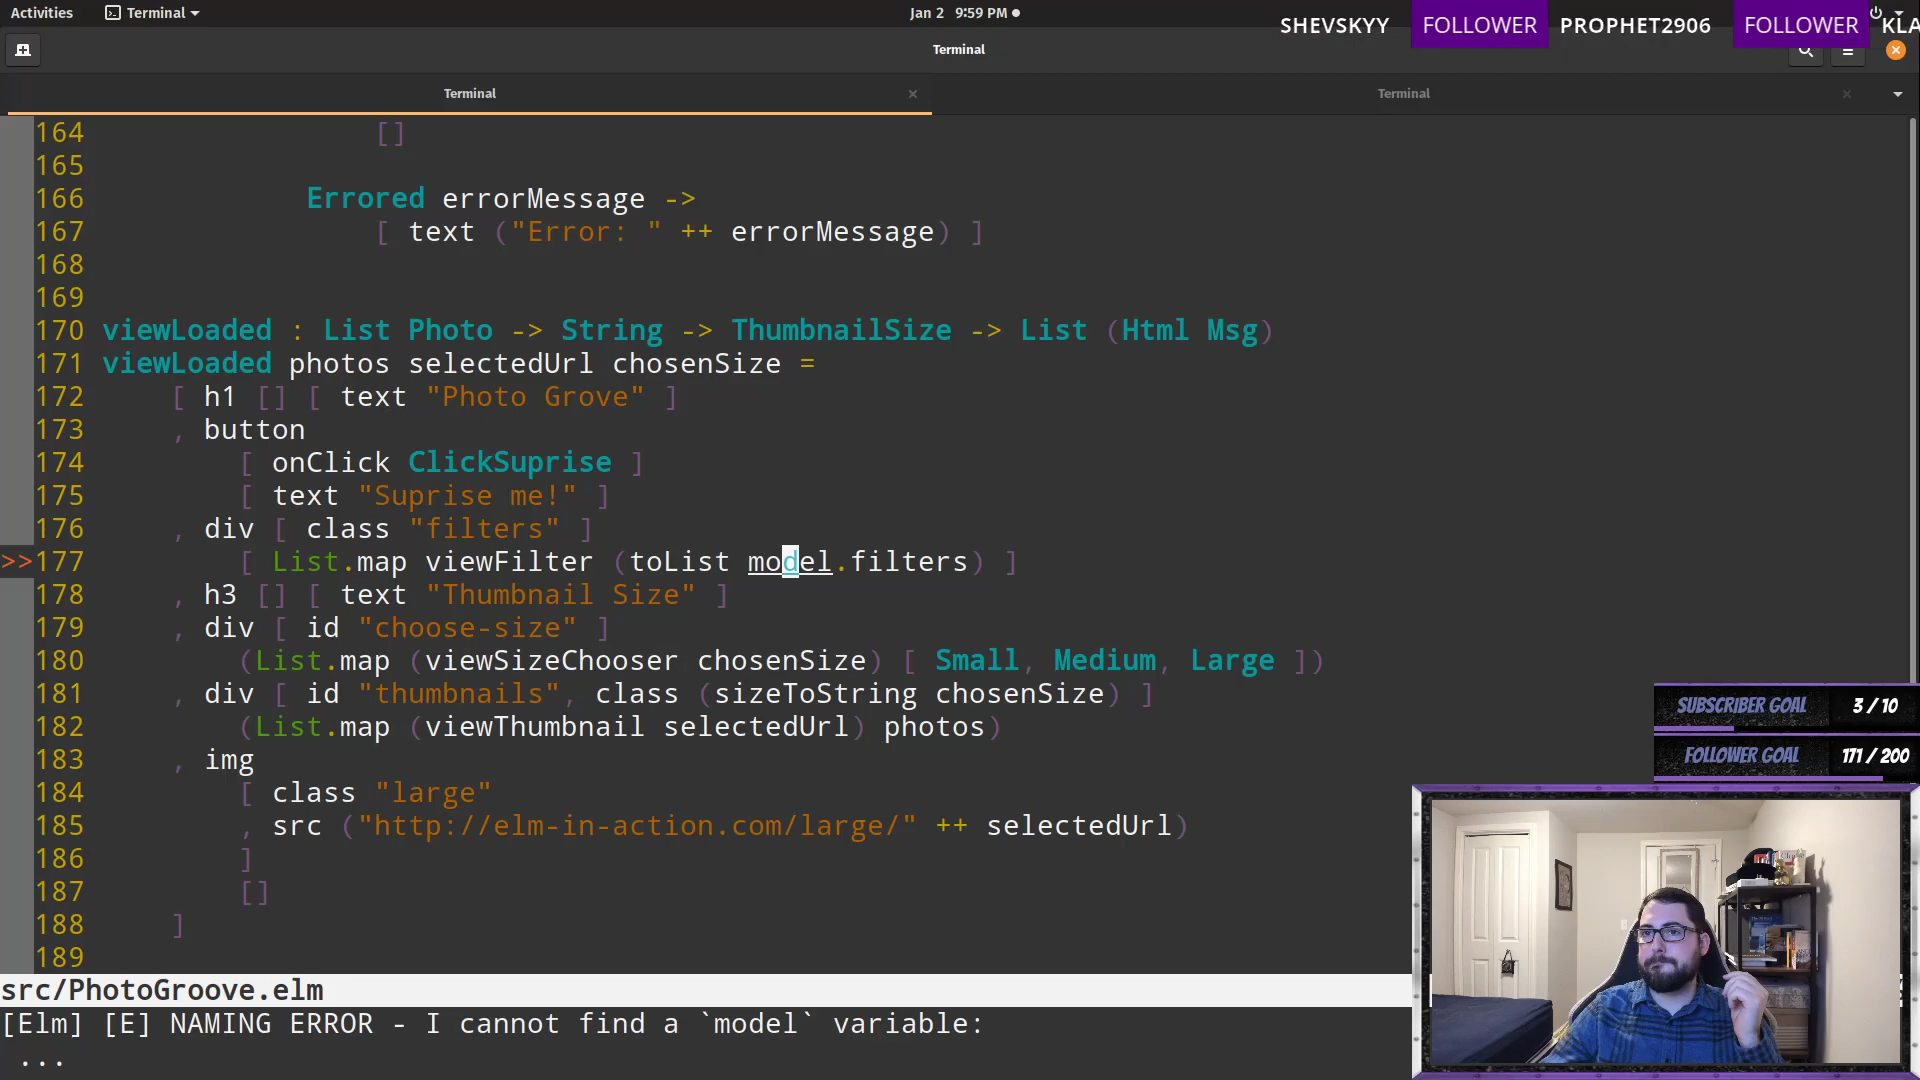 Activities
Terminal
Jan 2 9:59 PM
SHEVSKYY FOLLOWER PROPHET2906 FOLLOWER KLA
Terminal
Terminal
Terminal
164 []
165
166 Errored errorMessage ->
167 [ text ("Error: " ++ errorMessage) ]
168
169
170 viewLoaded : List Photo -> String -> ThumbnailSize -> List (Html Msg)
171 viewLoaded photos selectedUrl chosenSize =
172 [ h1 [] [ text "Photo Grove" ]
173 , button
174 [ onClick ClickSuprise ]
175 [ text "Suprise me!" ]
176 , div [ class "filters" ]
>>177 [ List.map viewFilter (toList model.filters) ]
178 , h3 [] [ text "Thumbnail Size" ]
179 , div [ id "choose-size" ]
180 (List.map (viewSizeChooser chosenSize) [ Small, Medium, Large ])
181 , div [ id "thumbnails", class (sizeToString chosenSize) ]
182 (List.map (viewThumbnail selectedUrl) photos)
183 , img
184 [ class "large"
185 , src ("http://elm-in-action.com/large/" ++ selectedUrl)
186 ]
187 []
188 ]
189
SUBSCRIBER GOAL 3 / 10
FOLLOWER GOAL 171 / 200
src/PhotoGroove.elm
[Elm] [E] NAMING ERROR - I cannot find a `model` variable:
...